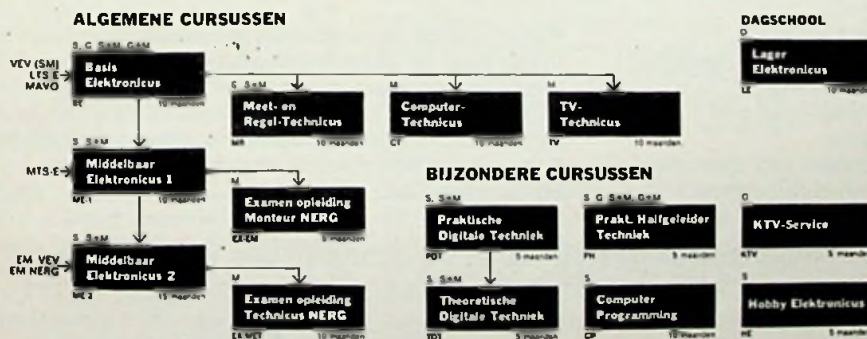 ALGEMENE CURSUSSEN
S, G, S+M, G+M
VEV (SM)
LTS-E
MAVO
Basis
Elektronicus
BE 10 maanden
S S+M
Meet- en
Regel-Technicus
MR 10 maanden
M
Computer-
Technicus
CT 10 maanden
M
TV-
Technicus
TV 10 maanden
S S+M
MTS-E
Middelbaar
Elektronicus 1
ME-1 10 maanden
M
Examen opleiding
Monteur NERG
EX-EM 5 maanden
S S+M
EM VEV
EM NERG
Middelbaar
Elektronicus 2
ME-2 15 maanden
M
Examen opleiding
Technicus NERG
10 maanden
DAGSCHOOL
D
Lager
Elektronicus
LE 10 maanden
BIJZONDERE CURSUSSEN
S, S+M
Praktische
Digitale Techniek
PDT 5 maanden
S G S+M, G+M
Prakt. Halfgeleider
Techniek
PH 5 maanden
D
KTV-Service
KTV 5 maanden
S S+M
Theoretische
Digitale Techniek
TDT 5 maanden
S
Computer
Programming
CP 10 maanden
S
Hobby Elektronicus
HE 5 maanden